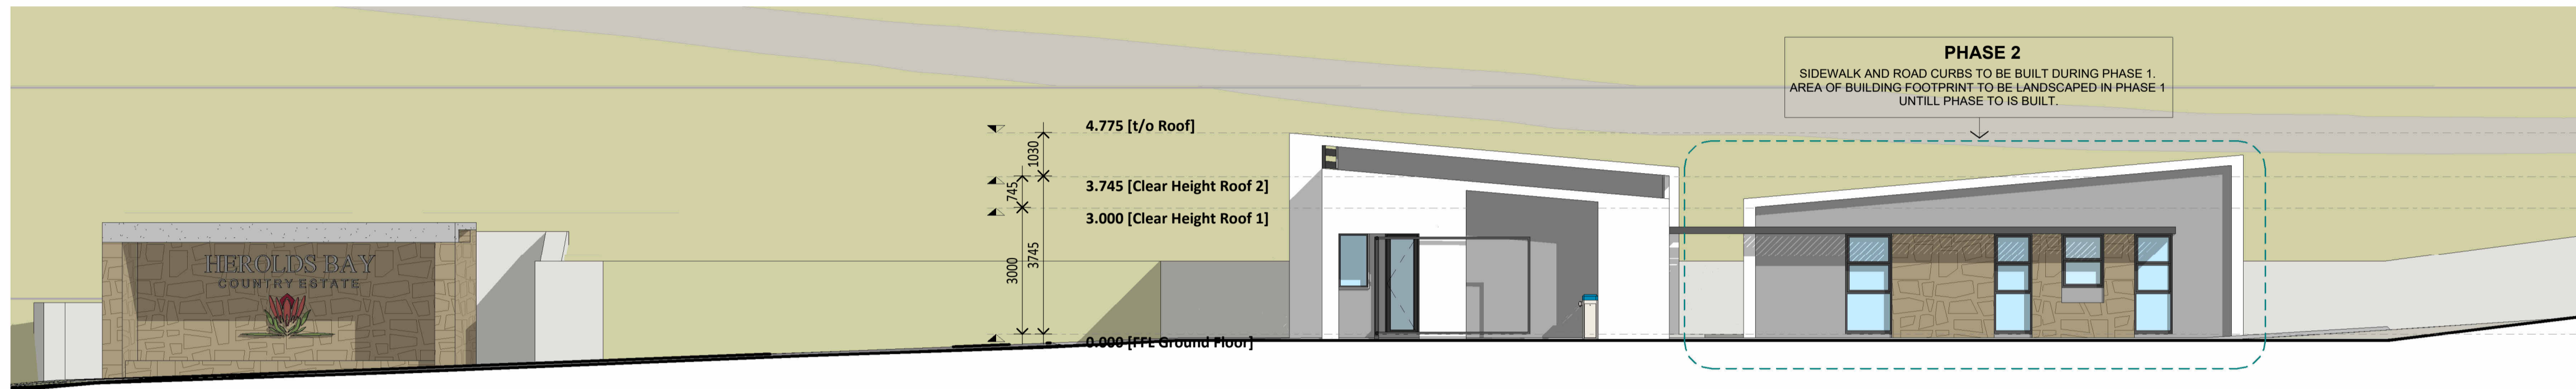 PHASE 2
SIDEWALK AND ROAD CURBS TO BE BUILT DURING PHASE 1.
AREA OF BUILDING FOOTPRINT TO BE LANDSCAPED IN PHASE 1
UNTILL PHASE TO IS BUILT.
4.775 [t/o Roof]
1030
3.745 [Clear Height Roof 2]
745
3.000 [Clear Height Roof 1]
3000
3745
0.000 [FFL Ground Floor]
HEROLDS BAY
COUNTRY ESTATE